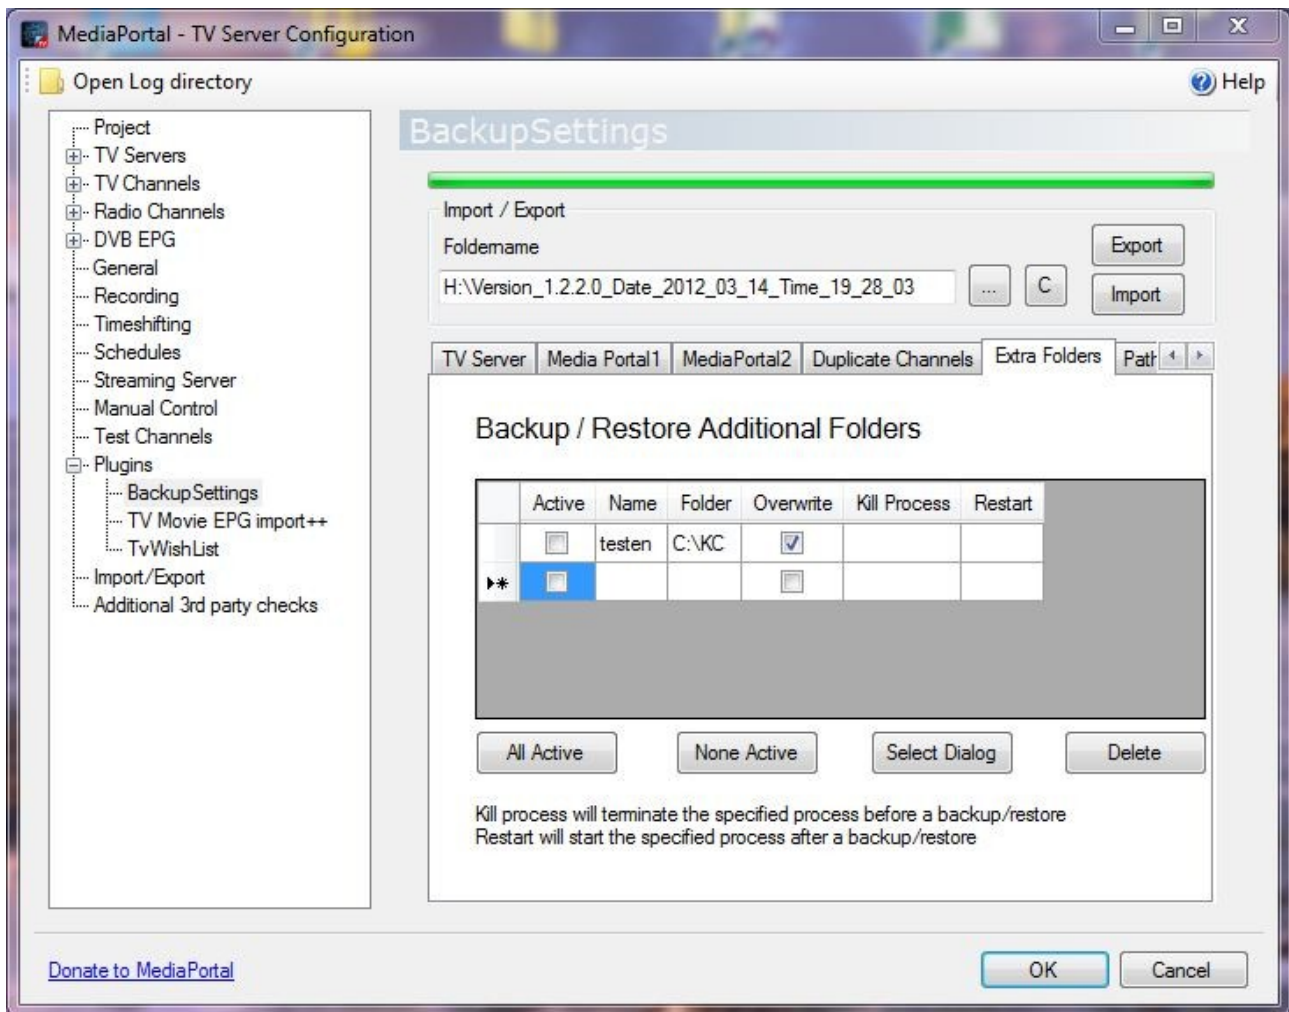 MediaPortal - TV Server Configuration
Open Log directory
Help
Project
TV Servers
TV Channels
Radio Channels
DVB EPG
General
Recording
Timeshifting
Schedules
Streaming Server
Manual Control
Test Channels
Plugins
BackupSettings
TV Movie EPG import++
TvWishList
Import/Export
Additional 3rd party checks
BackupSettings
Import / Export
Foldername
Export
H:\Version_1.2.2.0_Date_2012_03_14_Time_19_28_03
...
C
Import
TV Server Media Portal1 MediaPortal2 Duplicate Channels Extra Folders Path
Backup / Restore Additional Folders
Active Name Folder Overwrite Kill Process Restart
testen C:\KC
All Active None Active Select Dialog Delete
Kill process will terminate the specified process before a backup/restore
Restart will start the specified process after a backup/restore
Donate to MediaPortal
OK Cancel